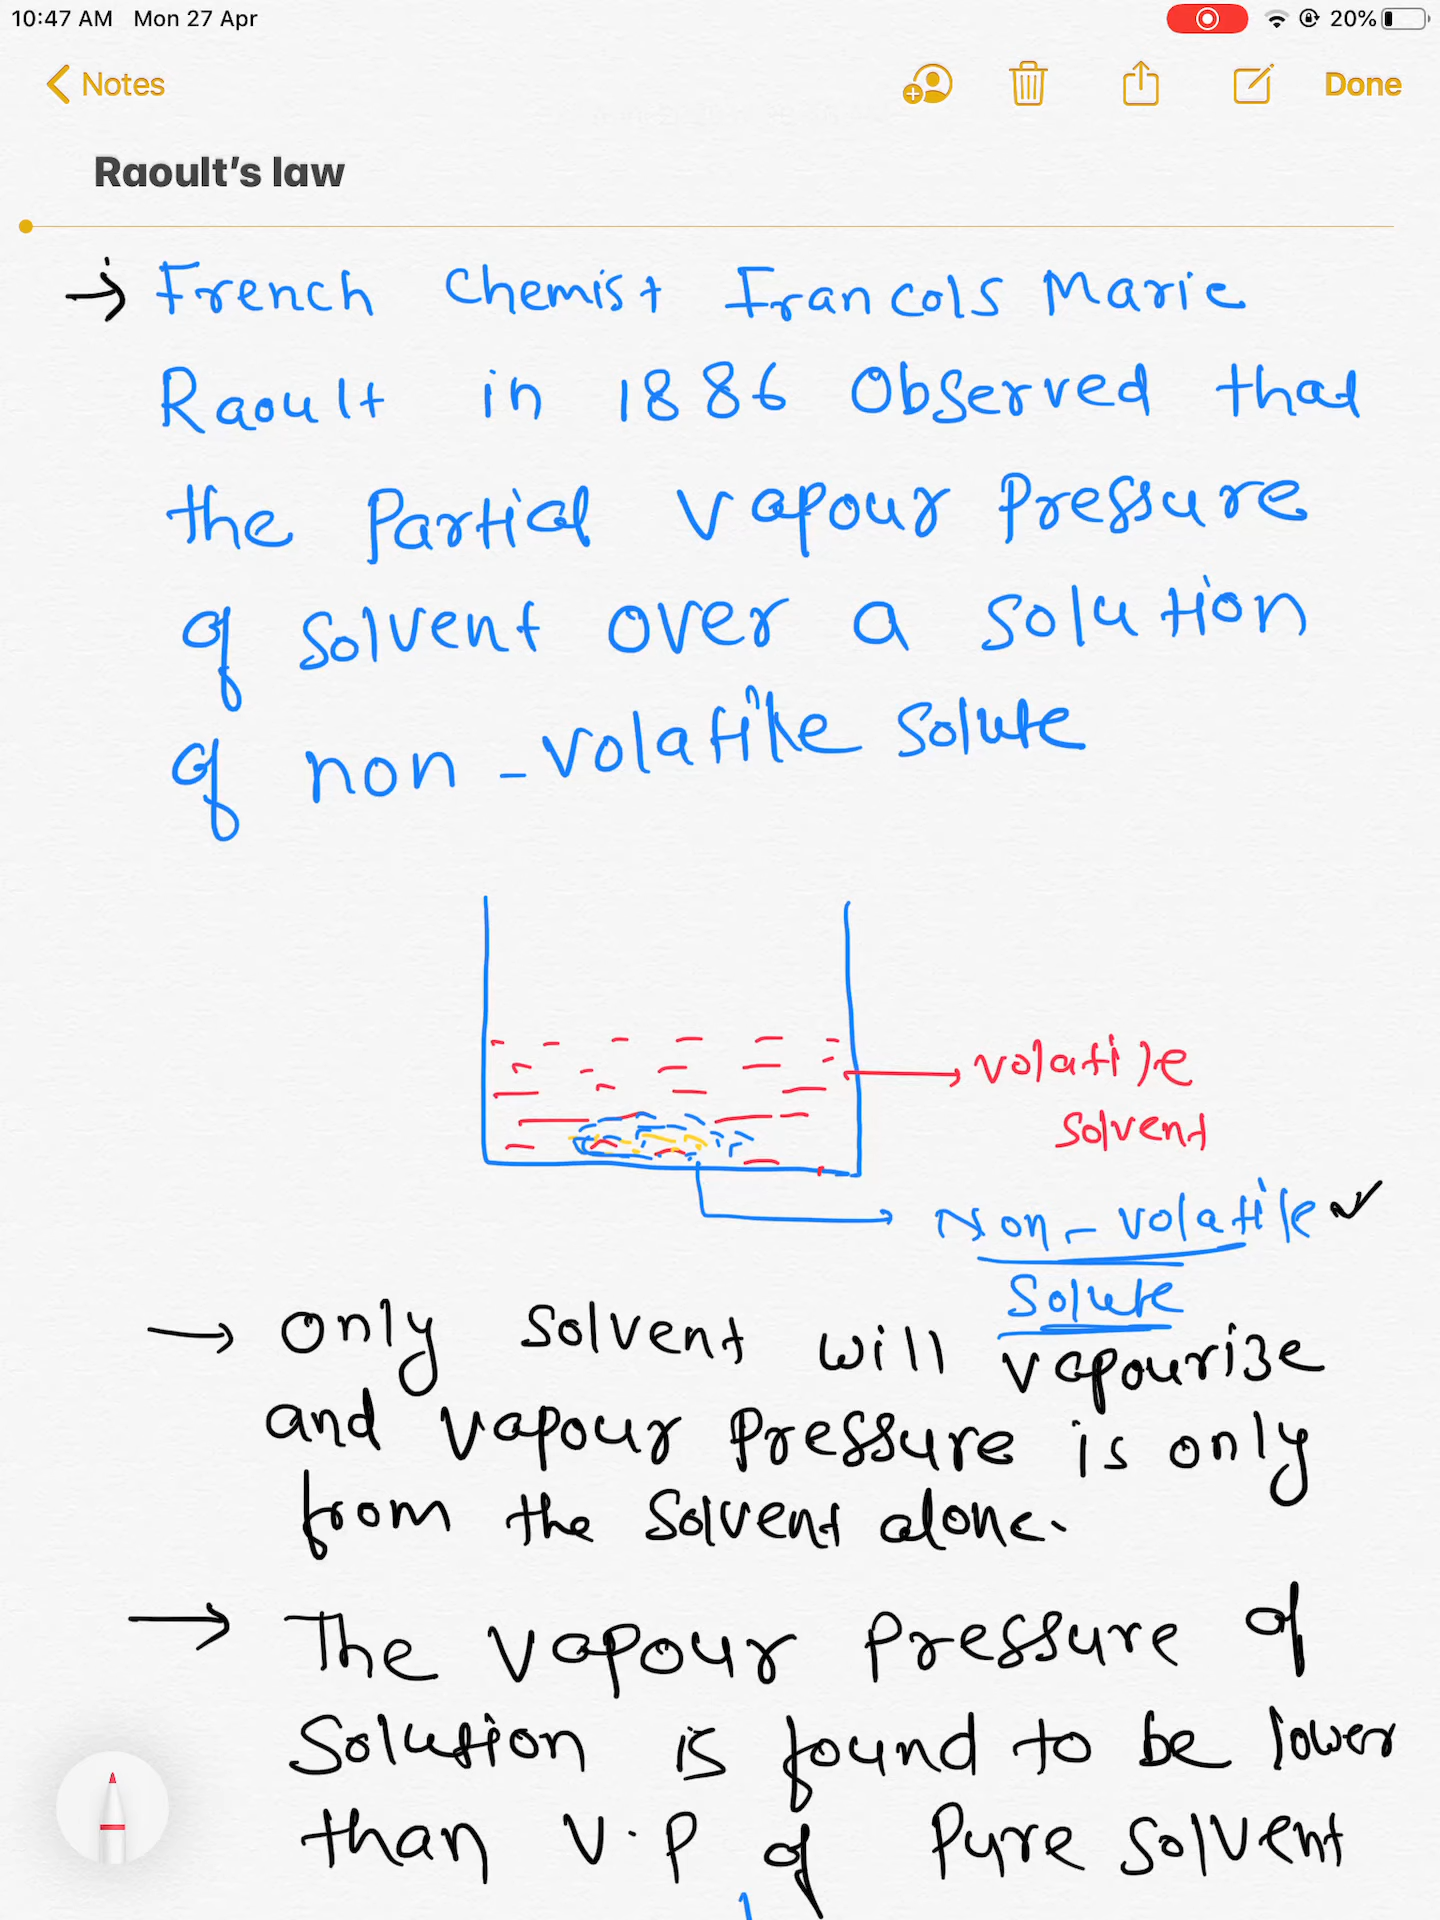 10:47 AM Mon 27 Apr 20%
Notes Done
Raoult's law
→ French Chemist Francols Marie
Raoult in 1886 Observed that
the Partial vapour Pressure
of solvent over a solution
of non-volatile solute
→ volatile
solvent
→ Non-volatile ✓
Solute
→ Only solvent will vapourize
and vapour Pressure is only
from the solvent alone.
→ The vapour Pressure of
Solution is found to be lower
than V.P of Pure solvent